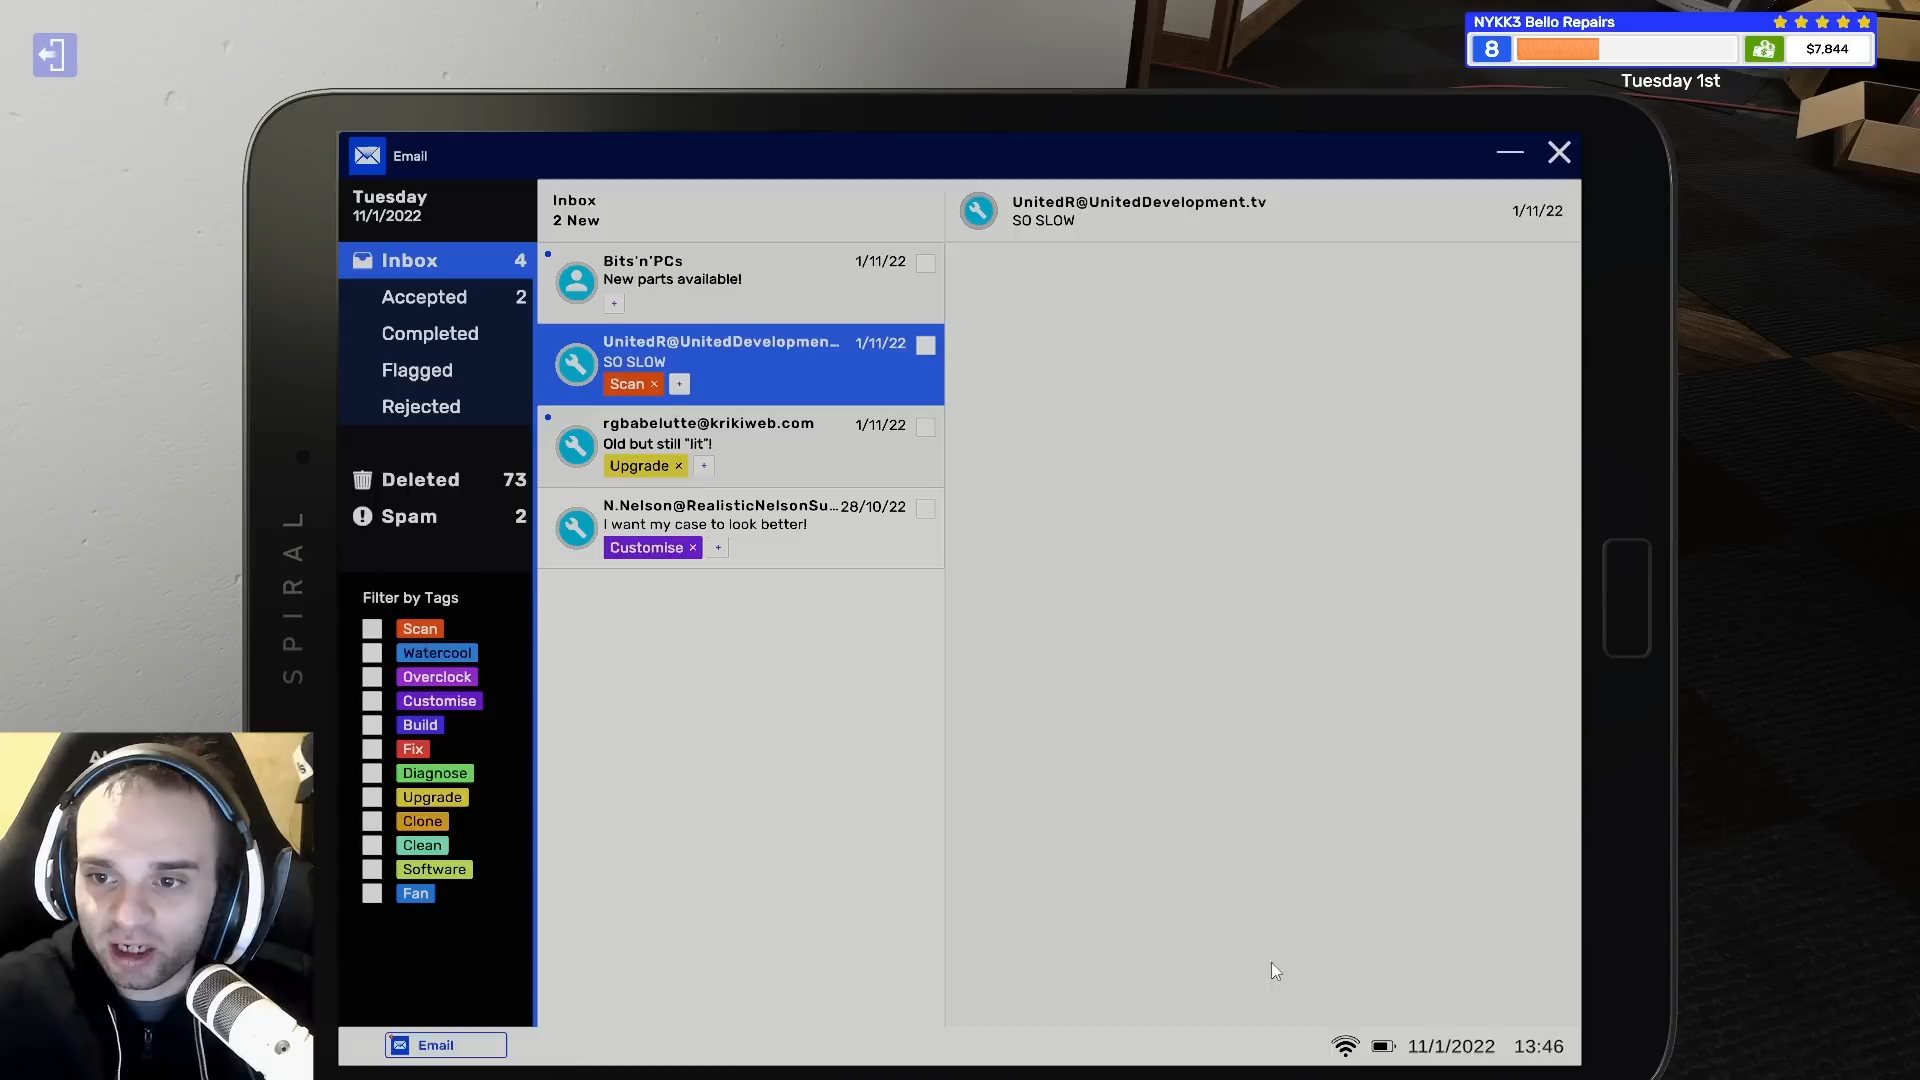 NYKK3 Bello Repairs
8
$7,844
Tuesday 1st
Email
Tuesday
11/1/2022
Inbox 4
Accepted 2
Completed
Flagged
Rejected
Deleted 73
Spam 2
Filter by Tags
Scan
Watercool
Overclock
Customise
Build
Fix
Diagnose
Upgrade
Clone
Clean
Software
Fan
Inbox
2 New
Bits'n'PCs 1/11/22
New parts available!
+
UnitedR@UnitedDevelopmen... 1/11/22
SO SLOW
Scan × +
rgbabelutte@krikiweb.com 1/11/22
Old but still "lit"!
Upgrade × +
N.Nelson@RealisticNelsonSu... 28/10/22
I want my case to look better!
Customise × +
UnitedR@UnitedDevelopment.tv 1/11/22
SO SLOW
SPIRAL
Email
11/1/2022 13:46